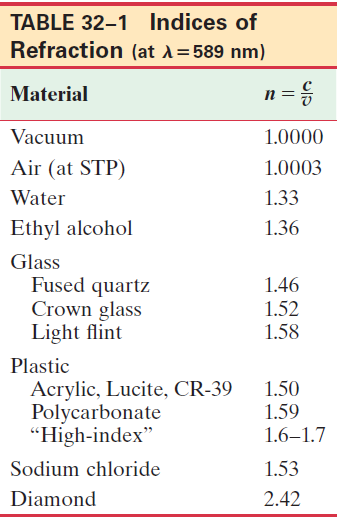 TABLE 32–1 Indices of
Refraction (at λ = 589 nm)
Material n = c/v
Vacuum 1.0000
Air (at STP) 1.0003
Water 1.33
Ethyl alcohol 1.36
Glass
Fused quartz 1.46
Crown glass 1.52
Light flint 1.58
Plastic
Acrylic, Lucite, CR-39 1.50
Polycarbonate 1.59
“High-index” 1.6–1.7
Sodium chloride 1.53
Diamond 2.42